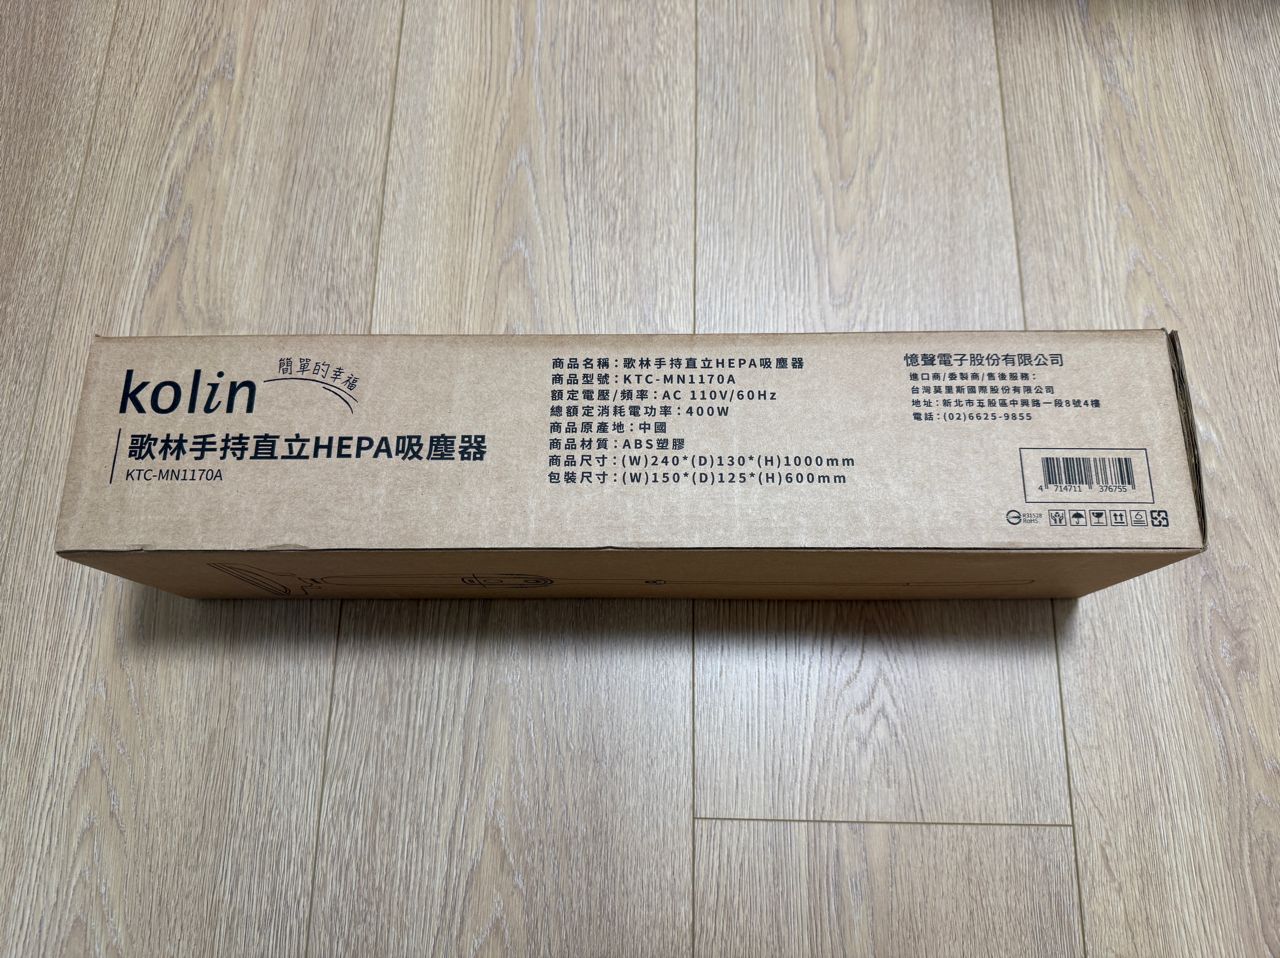 kolin
簡單的幸福
歌林手持直立HEPA吸塵器
KTC-MN1170A
商品名稱：歌林手持直立HEPA吸塵器
商品型號：KTC-MN1170A
額定電壓/頻率：AC 110V/60Hz
總額定消耗電功率：400W
商品原產地：中國
商品材質：ABS塑膠
商品尺寸：(W)240*(D)130*(H)1000mm
包裝尺寸：(W)150*(D)125*(H)600mm
憶聲電子股份有限公司
進口商/委製商/售後服務：
台灣莫里斯國際股份有限公司
地址：新北市五股區中興路一段8號4樓
電話：(02)6625-9855
4 714711 376755
R31528
RoHS